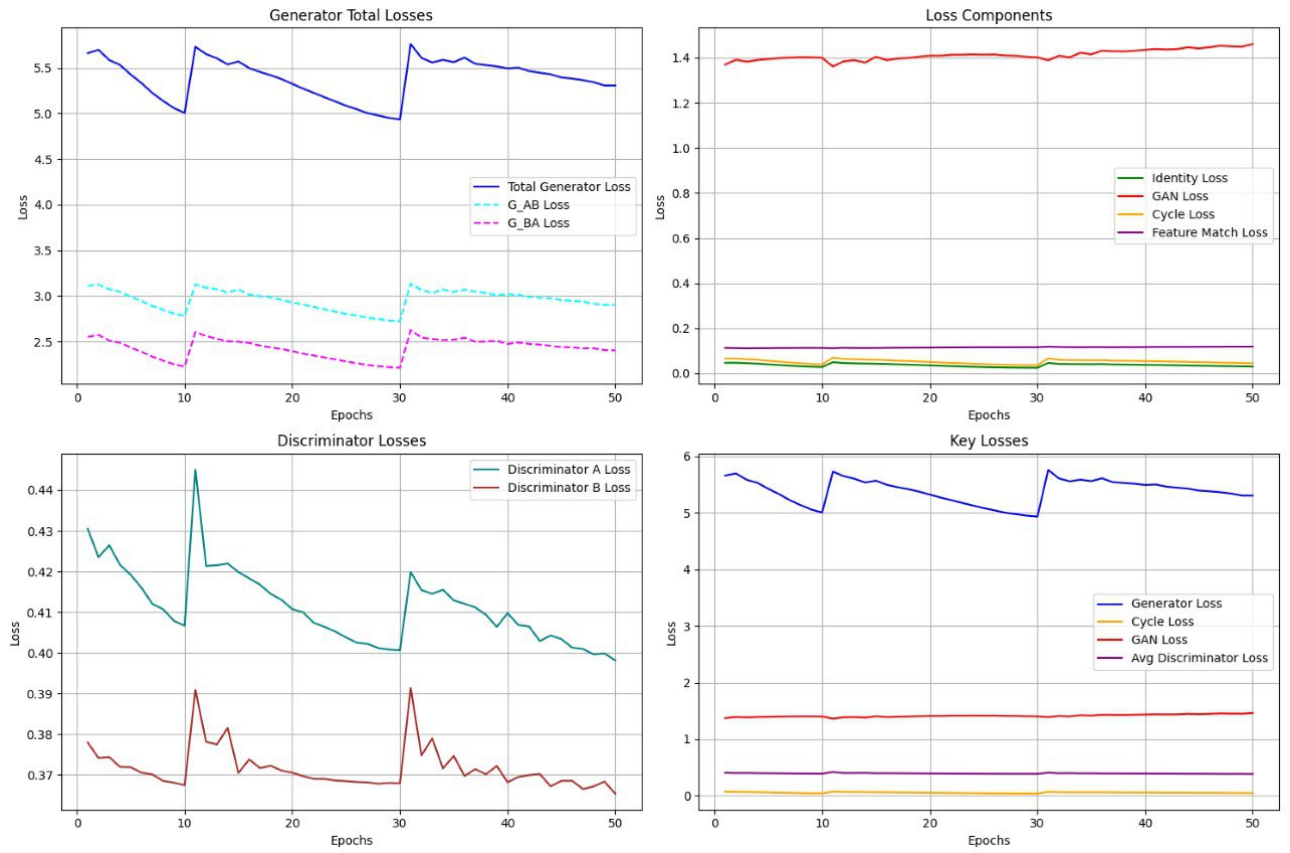 Generator Total Losses
Loss
5.5
5.0
4.5
4.0
3.5
3.0
2.5
Total Generator Loss
G_AB Loss
G_BA Loss
0 10 20 30 40 50
Epochs
Loss Components
Loss
1.4
1.2
1.0
0.8
0.6
0.4
0.2
0.0
Identity Loss
GAN Loss
Cycle Loss
Feature Match Loss
0 10 20 30 40 50
Epochs
Discriminator Losses
Loss
0.44
0.43
0.42
0.41
0.40
0.39
0.38
0.37
Discriminator A Loss
Discriminator B Loss
0 10 20 30 40 50
Epochs
Key Losses
Loss
6
5
4
3
2
1
0
Generator Loss
Cycle Loss
GAN Loss
Avg Discriminator Loss
0 10 20 30 40 50
Epochs